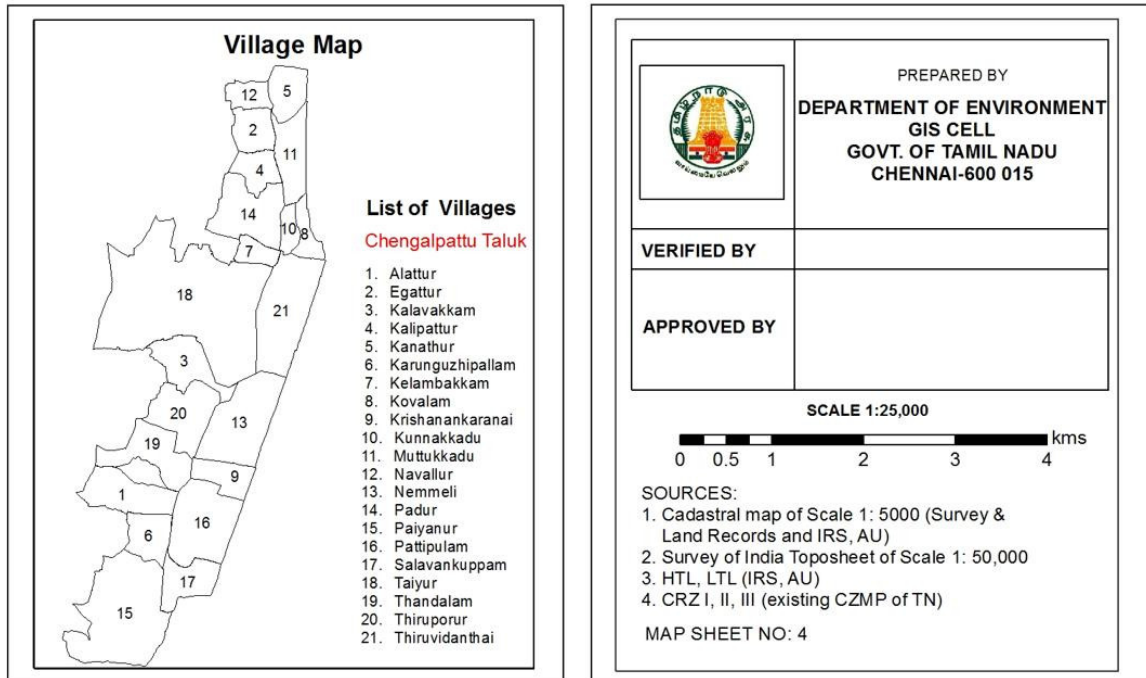 Village Map
12
5
2
11
4
14
10
8
7
18
21
3
20
13
19
9
1
16
6
17
15
List of Villages
Chengalpattu Taluk
1. Alattur
2. Egattur
3. Kalavakkam
4. Kalipattur
5. Kanathur
6. Karunguzhipallam
7. Kelambakkam
8. Kovalam
9. Krishanankaranai
10. Kunnakkadu
11. Muttukkadu
12. Navallur
13. Nemmeli
14. Padur
15. Paiyanur
16. Pattipulam
17. Salavankuppam
18. Taiyur
19. Thandalam
20. Thiruporur
21. Thiruvidanthai
தமிழ்நாடு அரசு
வாய்மையே வெல்லும்
PREPARED BY
DEPARTMENT OF ENVIRONMENT
GIS CELL
GOVT. OF TAMIL NADU
CHENNAI-600 015
VERIFIED BY
APPROVED BY
SCALE 1:25,000
kms
0 0.5 1 2 3 4
SOURCES:
1. Cadastral map of Scale 1: 5000 (Survey &
Land Records and IRS, AU)
2. Survey of India Toposheet of Scale 1: 50,000
3. HTL, LTL (IRS, AU)
4. CRZ I, II, III (existing CZMP of TN)
MAP SHEET NO: 4